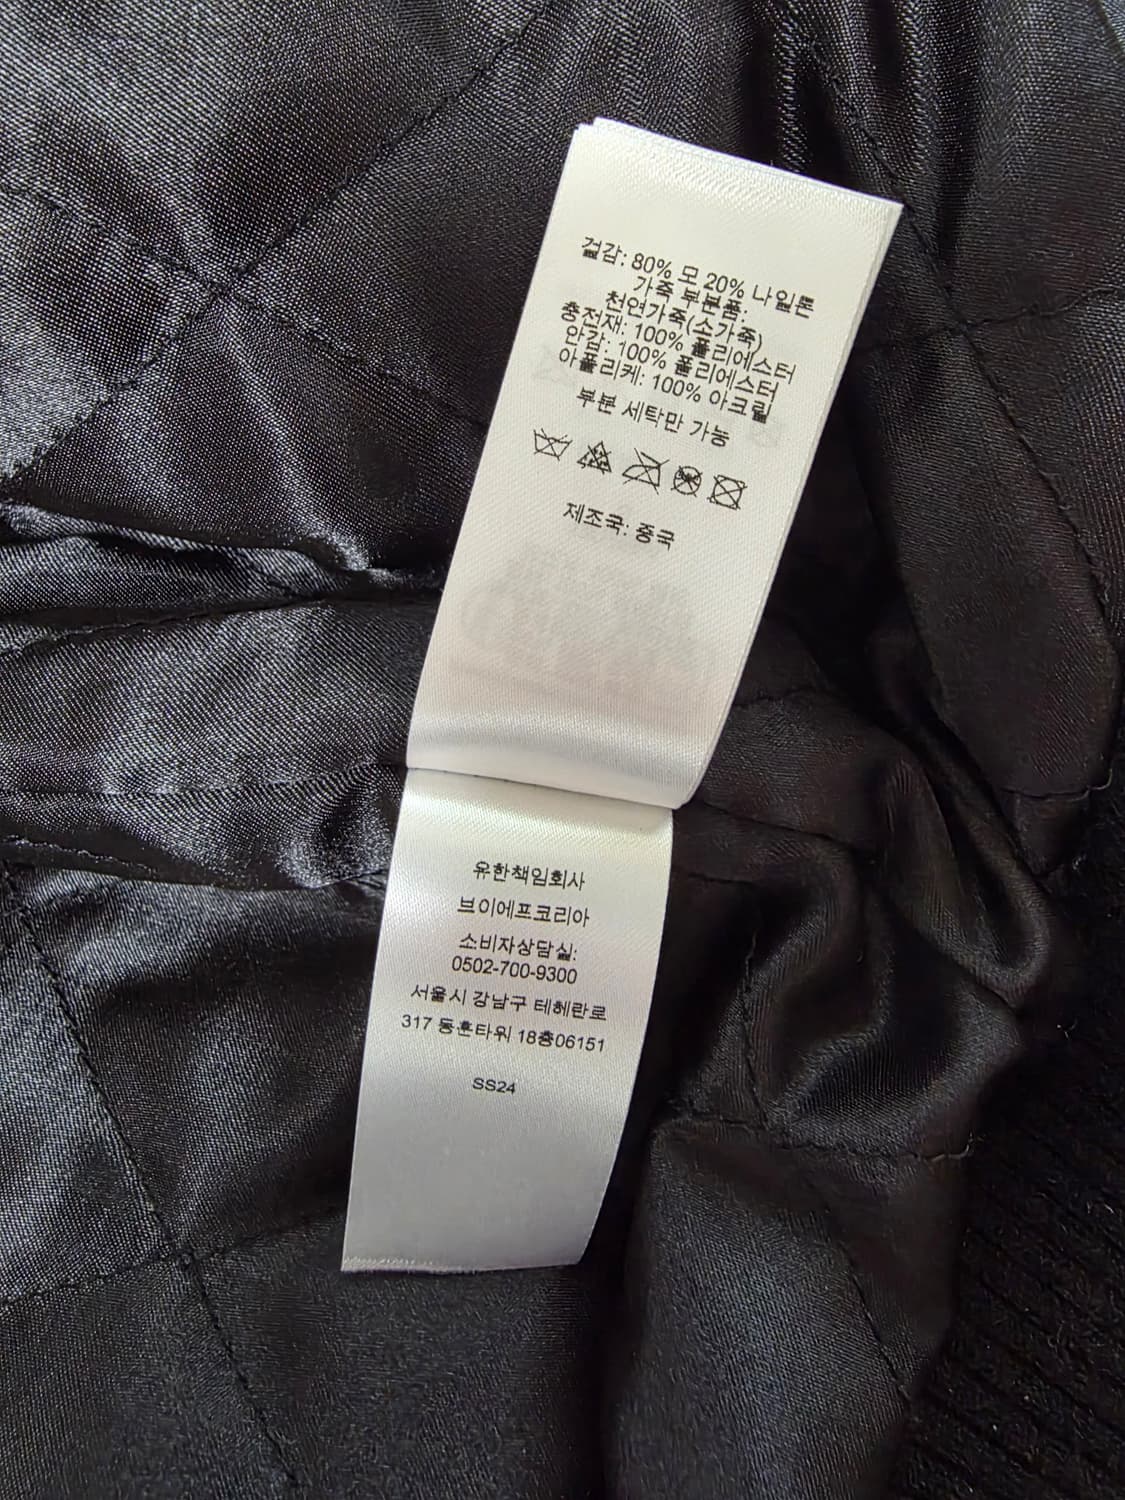 겉감: 80% 모 20% 나일론
가죽 부분품:
천연가죽(소가죽)
충전재: 100% 폴리에스터
안감: 100% 폴리에스터
아플리케: 100% 아크릴
부분 세탁만 가능
제조국: 중국
유한책임회사
브이에프코리아
소비자상담실:
0502-700-9300
서울시 강남구 테헤란로
317 동훈타워 18층06151
SS24